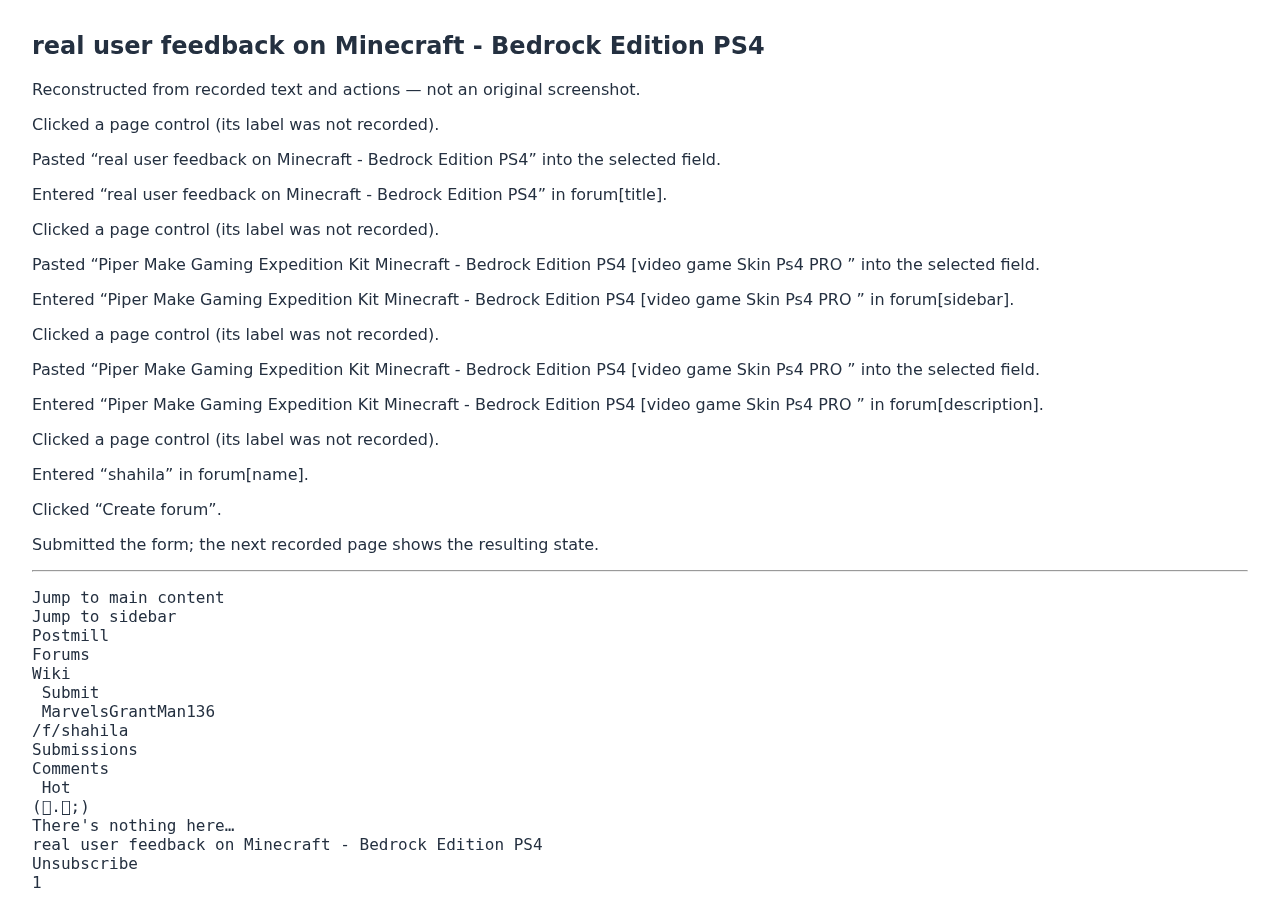 real user feedback on Minecraft - Bedrock Edition PS4
Reconstructed from recorded text and actions — not an original screenshot.
Clicked a page control (its label was not recorded).
Pasted “real user feedback on Minecraft - Bedrock Edition PS4” into the selected field.
Entered “real user feedback on Minecraft - Bedrock Edition PS4” in forum[title].
Clicked a page control (its label was not recorded).
Pasted “Piper Make Gaming Expedition Kit Minecraft - Bedrock Edition PS4 [video game Skin Ps4 PRO ” into the selected field.
Entered “Piper Make Gaming Expedition Kit Minecraft - Bedrock Edition PS4 [video game Skin Ps4 PRO ” in forum[sidebar].
Clicked a page control (its label was not recorded).
Pasted “Piper Make Gaming Expedition Kit Minecraft - Bedrock Edition PS4 [video game Skin Ps4 PRO ” into the selected field.
Entered “Piper Make Gaming Expedition Kit Minecraft - Bedrock Edition PS4 [video game Skin Ps4 PRO ” in forum[description].
Clicked a page control (its label was not recorded).
Entered “shahila” in forum[name].
Clicked “Create forum”.
Submitted the form; the next recorded page shows the resulting state.
Jump to main content
Jump to sidebar
Postmill
Forums
Wiki
Submit
MarvelsGrantMan136
/f/shahila
Submissions
Comments
Hot
(▯.▯;)
There's nothing here…
real user feedback on Minecraft - Bedrock Edition PS4
Unsubscribe
1